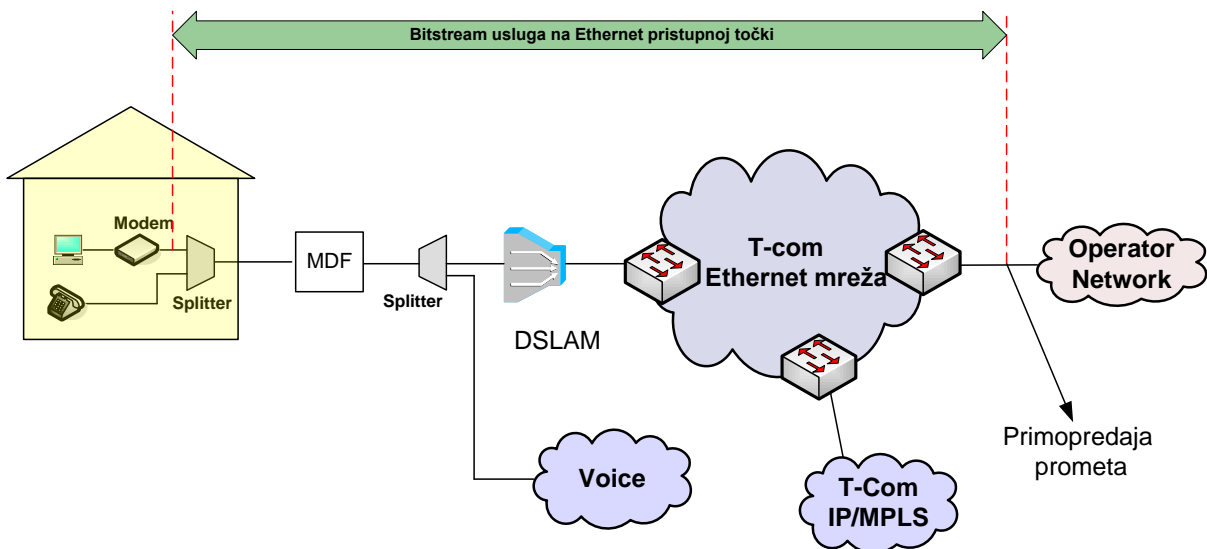 Bitstream usluga na Ethernet pristupnoj točki
Modem
Splitter
MDF
Splitter
DSLAM
T-com
Ethernet mreža
Operator
Network
Primopredaja
prometa
Voice
T-Com
IP/MPLS